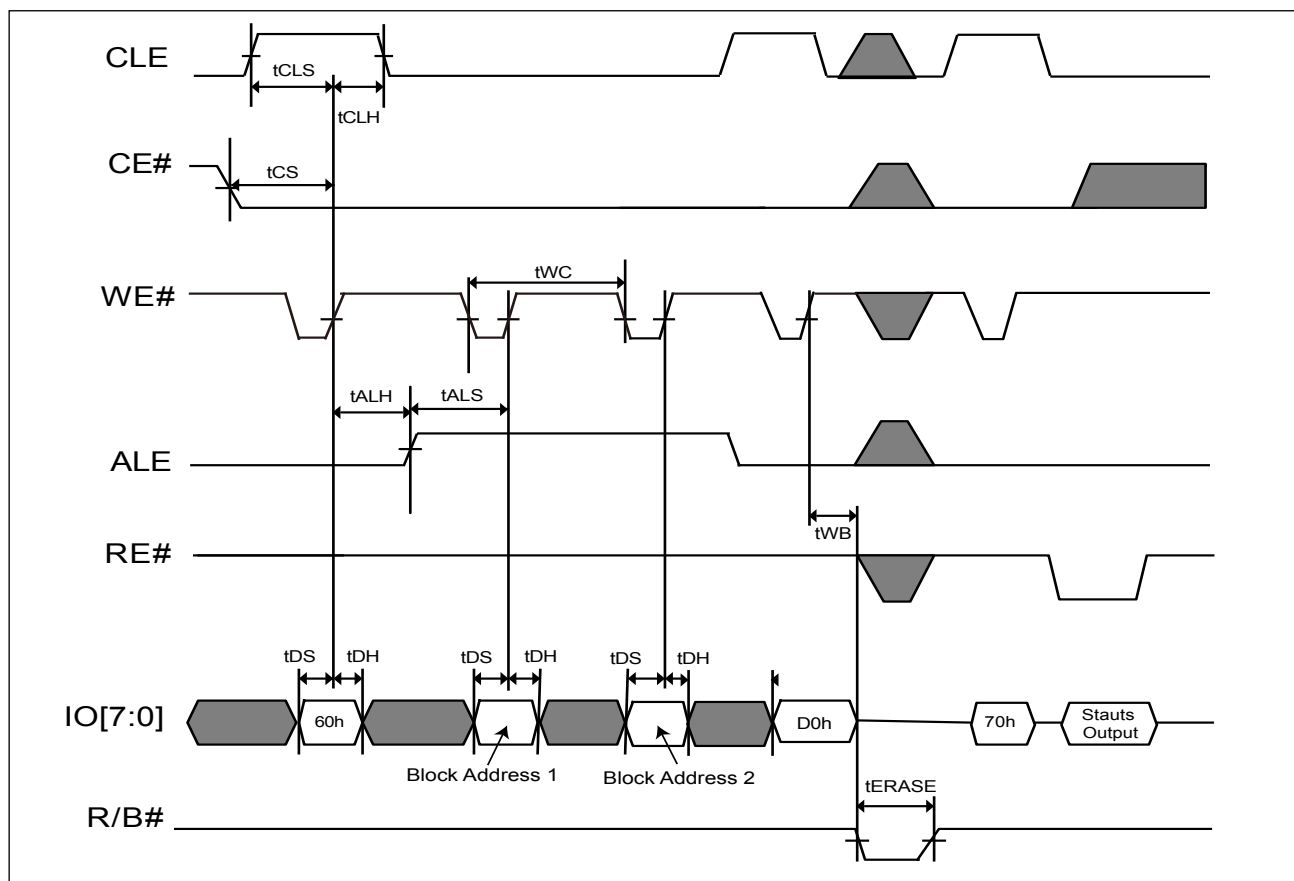 CLE
tCLS
tCLH
CE#
tCS
WE#
tWC
tALH
tALS
ALE
tWB
RE#
tDS
tDH
tDS
tDH
tDS
tDH
IO[7:0]
60h
D0h
70h
Stauts
Output
Block Address 1
Block Address 2
tERASE
R/B#